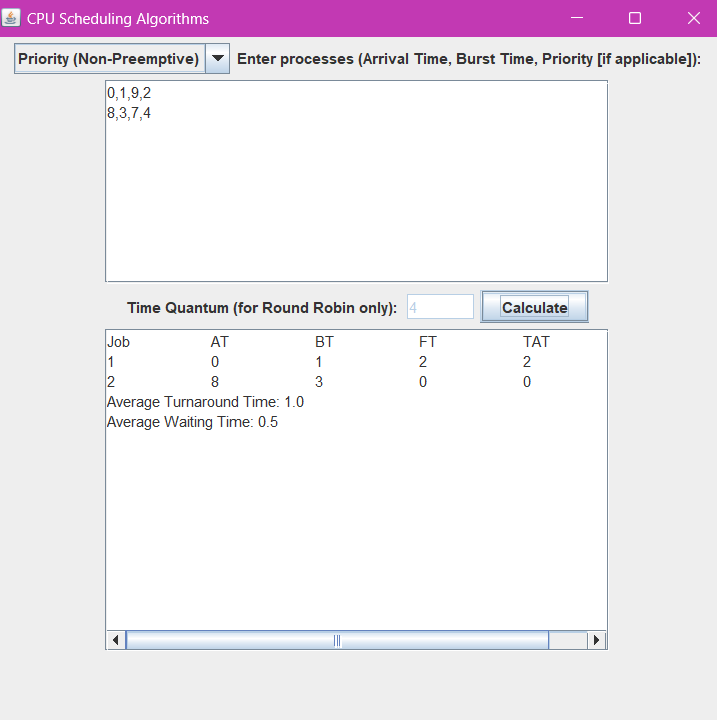 CPU Scheduling Algorithms
Priority (Non-Preemptive) Enter processes (Arrival Time, Burst Time, Priority [if applicable]):
0,1,9,2
8,3,7,4
Time Quantum (for Round Robin only): 4 Calculate
Job AT BT FT TAT
1 0 1 2 2
2 8 3 0 0
Average Turnaround Time: 1.0
Average Waiting Time: 0.5